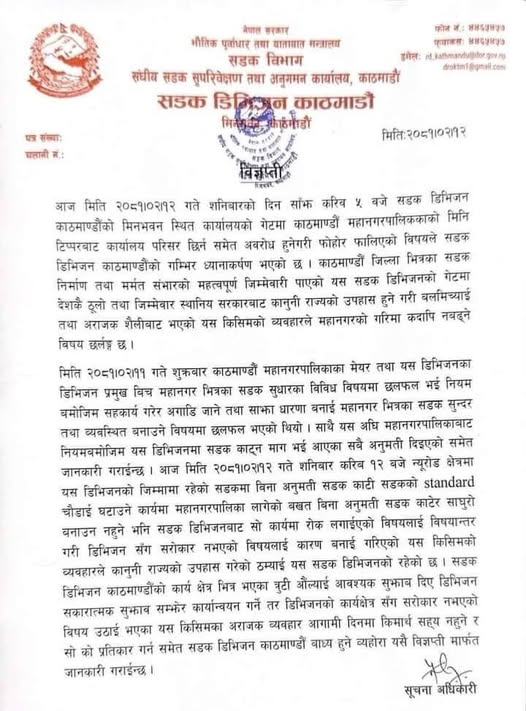 नेपाल सरकार
भौतिक पूर्वाधार तथा यातायात मन्त्रालय
सडक विभाग
संघीय सडक सुपरिवेक्षण तथा अनुगमन कार्यालय, काठमाडौं
सडक डिभिजन काठमाडौं
मिनभवन, काठमाडौं
फोन नं.: ४४६५७५७
फ्याक्स: ४४६५७५७
इमेल: rd_kathmandu@dor.gov.np
droktm1@gmail.com
पत्र संख्या:
चलानी नं.:
मिति:२०८१।०२।१२
विज्ञप्ती
आज मिति २०८१।०२।१२ गते शनिबारको दिन साँझ करिव ५ बजे सडक डिभिजन
काठमाण्डौंको मिनभवन स्थित कार्यालयको गेटमा काठमाण्डौं महानगरपालिककाको मिनि
टिप्परबाट कार्यालय परिसर छिर्न समेत अवरोध हुनेगरी फोहोर फालिएको विषयले सडक
डिभिजन काठमाण्डौंको गम्भिर ध्यानाकर्षण भएको छ । काठमाण्डौं जिल्ला भित्रका सडक
निर्माण तथा मर्मत संभारको महत्वपूर्ण जिम्मेवारी पाएको यस सडक डिभिजनको गेटमा
देशकै ठूलो तथा जिम्मेवार स्थानिय सरकारबाट कानुनी राज्यको उपहास हुने गरी बलमिच्याई
तथा अराजक शैलीबाट भएको यस किसिमको व्यवहारले महानगरको गरिमा कदापि नबढ्ने
विषय छर्लङ्ग छ ।
मिति २०८१।०२।११ गते शुक्रबार काठमाण्डौं महानगरपालिकाका मेयर तथा यस डिभिजनका
डिभिजन प्रमुख बिच महानगर भित्रका सडक सुधारका विविध विषयमा छलफल भई नियम
बमोजिम सहकार्य गरेर अगाडि जाने तथा साझा धारणा बनाई महानगर भित्रका सडक सुन्दर
तथा व्यवस्थित बनाउने विषयमा छलफल भएको थियो । साथै यस अघि महानगरपालिकाबाट
नियमबमोजिम यस डिभिजनमा सडक काट्न माग भई आएका सबै अनुमती दिइएको समेत
जानकारी गराईन्छ । आज मिति २०८१।०२।१२ गते शनिबार करिव १२ बजे न्यूरोड क्षेत्रमा
यस डिभिजनको जिम्मामा रहेको सडकमा बिना अनुमती सडक काटी सडकको standard
चौडाई घटाउने कार्यमा महानगरपालिका लागेको बखत बिना अनुमती सडक काटेर साघुरो
बनाउन नहुने भनि सडक डिभिजनबाट सो कार्यमा रोक लगाईएको विषयलाई विषयान्तर
गरी डिभिजन सँग सरोकार नभएको विषयलाई कारण बनाई गरिएको यस किसिमको
व्यवहारले कानुनी राज्यको उपहास गरेको ठम्याई यस सडक डिभिजनको रहेको छ । सडक
डिभिजन काठमाण्डौंको कार्य क्षेत्र भित्र भएका त्रुटी औंल्याई आवश्यक सुझाब दिए डिभिजन
सकारात्मक सुझाव सम्झेर कार्यान्वयन गर्ने तर डिभिजनको कार्यक्षेत्र सँग सरोकार नभएको
विषय उठाई भएका यस किसिमका अराजक व्यवहार आगामी दिनमा किमार्थ सह्य नहुने र
सो को प्रतिकार गर्न समेत सडक डिभिजन काठमाण्डौं बाध्य हुने व्यहोरा यसै विज्ञप्ती मार्फत
जानकारी गराईन्छ ।
सूचना अधिकारी